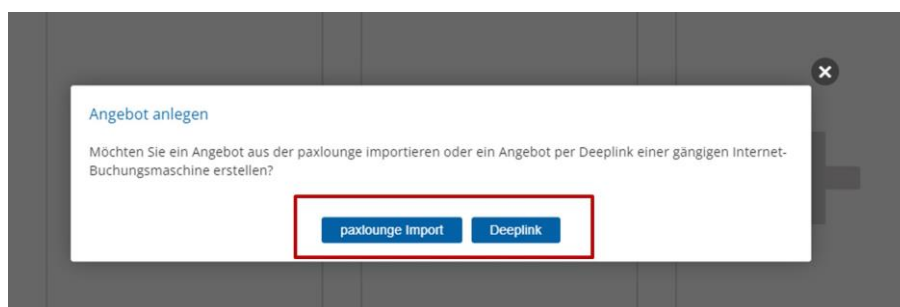 Angebot anlegen
Möchten Sie ein Angebot aus der paxlounge importieren oder ein Angebot per Deeplink einer gängigen Internet-
Buchungsmaschine erstellen?
paxlounge Import Deeplink